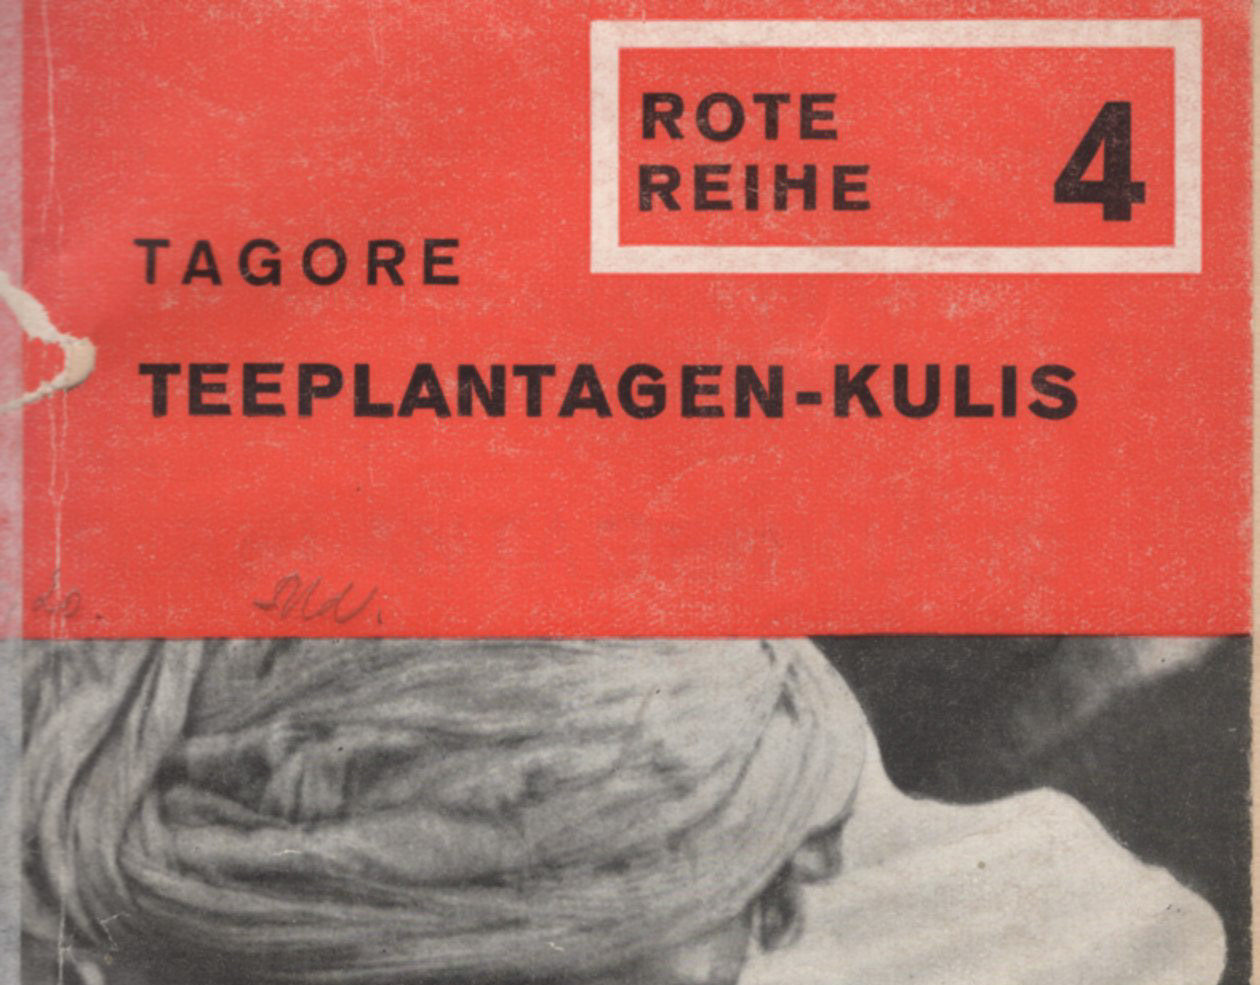 ROTE
REIHE
4
TAGORE
TEEPLANTAGEN-KULIS